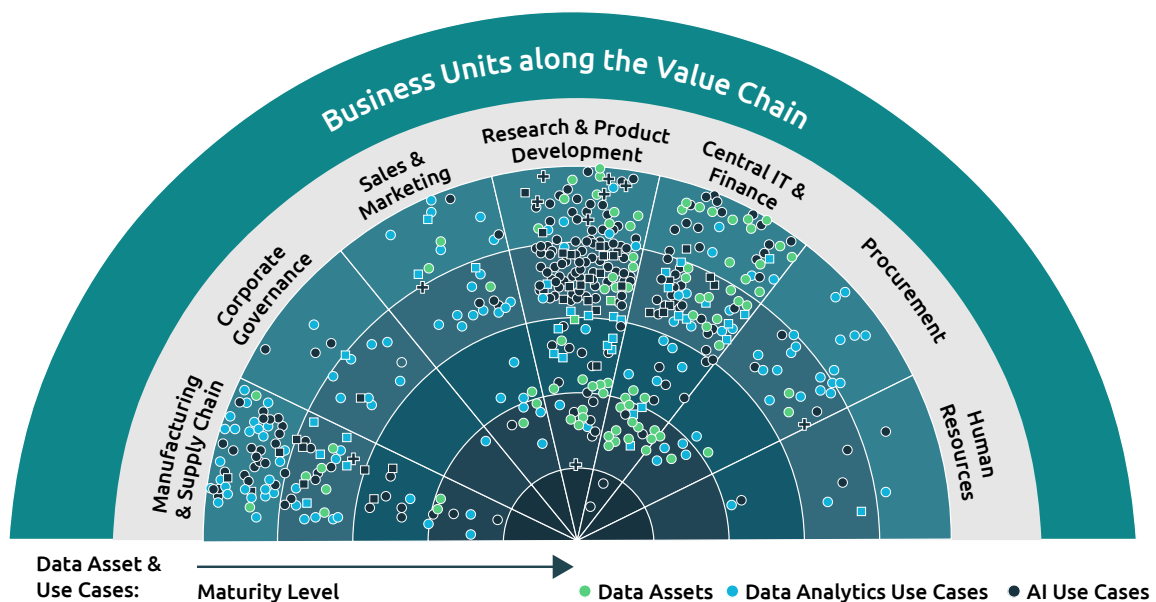 Business Units along the Value Chain
Manufacturing
& Supply Chain
Corporate
Governance
Sales &
Marketing
Research & Product
Development
Central IT &
Finance
Procurement
Human
Resources
Data Asset &
Use Cases:
Maturity Level
Data Assets
Data Analytics Use Cases
AI Use Cases